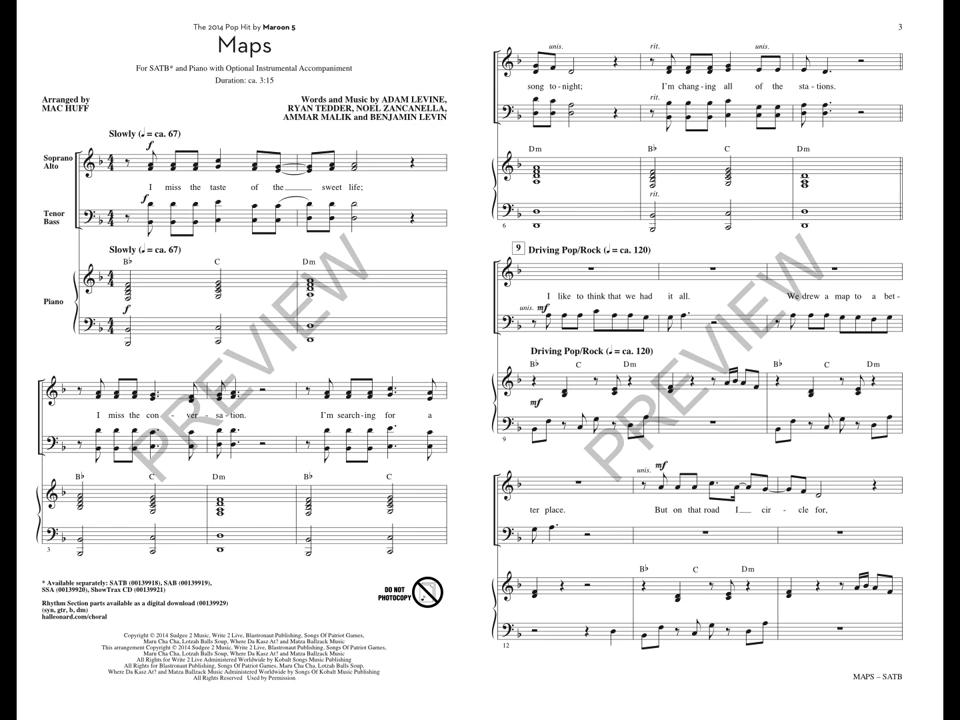 The 2014 Pop Hit by Maroon 5
Maps
For SATB* and Piano with Optional Instrumental Accompaniment
Duration: ca. 3:15
Arranged by
MAC HUFF
Words and Music by ADAM LEVINE,
RYAN TEDDER, NOEL ZANCANELLA,
AMMAR MALIK and BENJAMIN LEVIN
Slowly (♩ = ca. 67)
f
Soprano
Alto
I miss the taste of the sweet life;
f
Tenor
Bass
Slowly (♩ = ca. 67)
B♭ C Dm
f
Piano
I miss the con - ver - sa - tion. I'm search - ing for a
B♭ C Dm B♭ C
3
* Available separately: SATB (00139918), SAB (00139919),
SSA (00139920), ShowTrax CD (00139921)
Rhythm Section parts available as a digital download (00139929)
(syn, gtr, b, dm)
halleonard.com/choral
DO NOT
PHOTOCOPY
Copyright © 2014 Sudgee 2 Music, Write 2 Live, Blastronaut Publishing, Songs Of Patriot Games,
Maru Cha Cha, Lotzah Balls Soup, Where Da Kasz At? and Matza Ballzack Music
This arrangement Copyright © 2014 Sudgee 2 Music, Write 2 Live, Blastronaut Publishing, Songs Of Patriot Games,
Maru Cha Cha, Lotzah Balls Soup, Where Da Kasz At? and Matza Ballzack Music
All Rights for Write 2 Live Administered Worldwide by Kobalt Songs Music Publishing
All Rights for Blastronaut Publishing, Songs Of Patriot Games, Maru Cha Cha, Lotzah Balls Soup,
Where Da Kasz At? and Matza Ballzack Music Administered Worldwide by Songs Of Kobalt Music Publishing
All Rights Reserved Used by Permission
PREVIEW
3
unis. rit. unis.
song to - night; I'm chang - ing all of the sta - tions.
rit.
Dm B♭ C Dm
rit.
6
9 Driving Pop/Rock (♩ = ca. 120)
I like to think that we had it all. We drew a map to a bet -
unis. mf
Driving Pop/Rock (♩ = ca. 120)
B♭ C Dm B♭ C Dm
mf
9
unis. mf
ter place. But on that road I cir - cle for,
B♭ C Dm
12
PREVIEW
MAPS – SATB